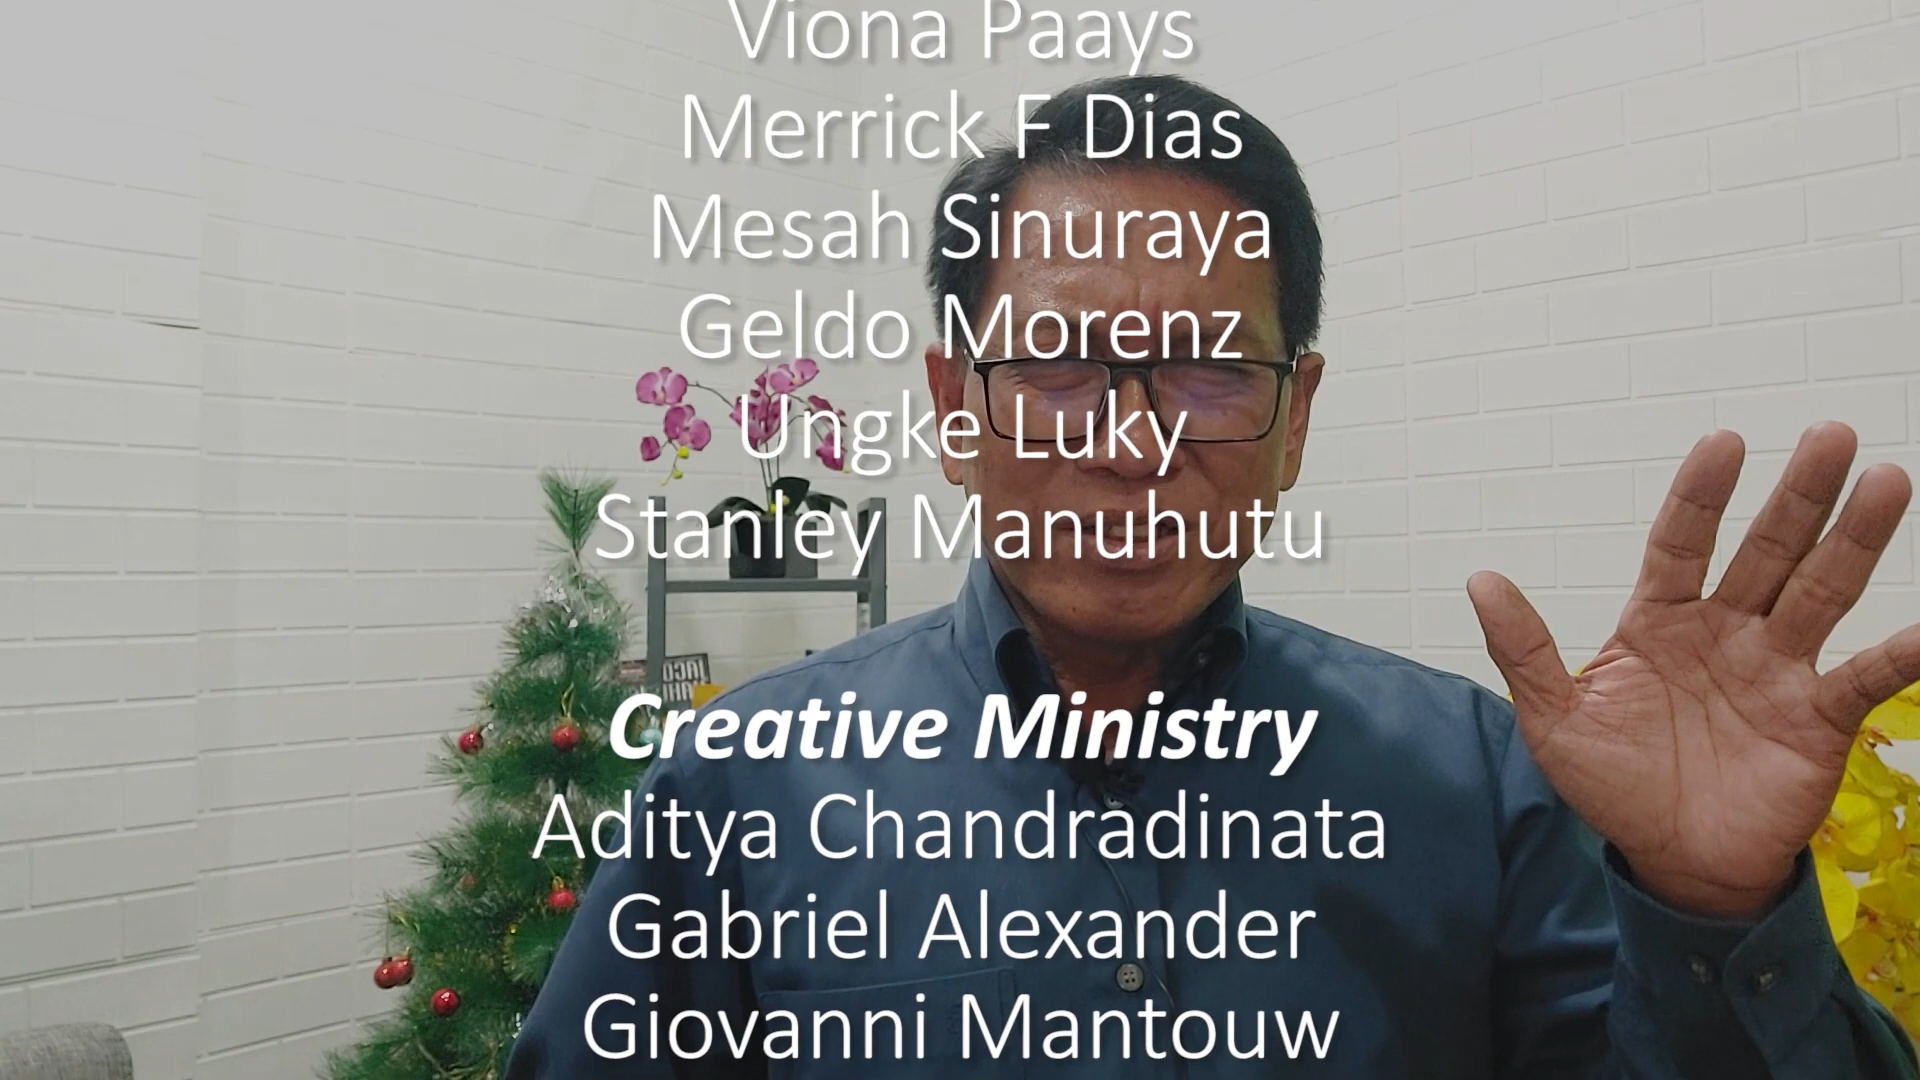 Viona Paays
Merrick F Dias
Mesah Sinuraya
Geldo Morenz
Ungke Luky
Stanley Manuhutu
Creative Ministry
Aditya Chandradinata
Gabriel Alexander
Giovanni Mantouw